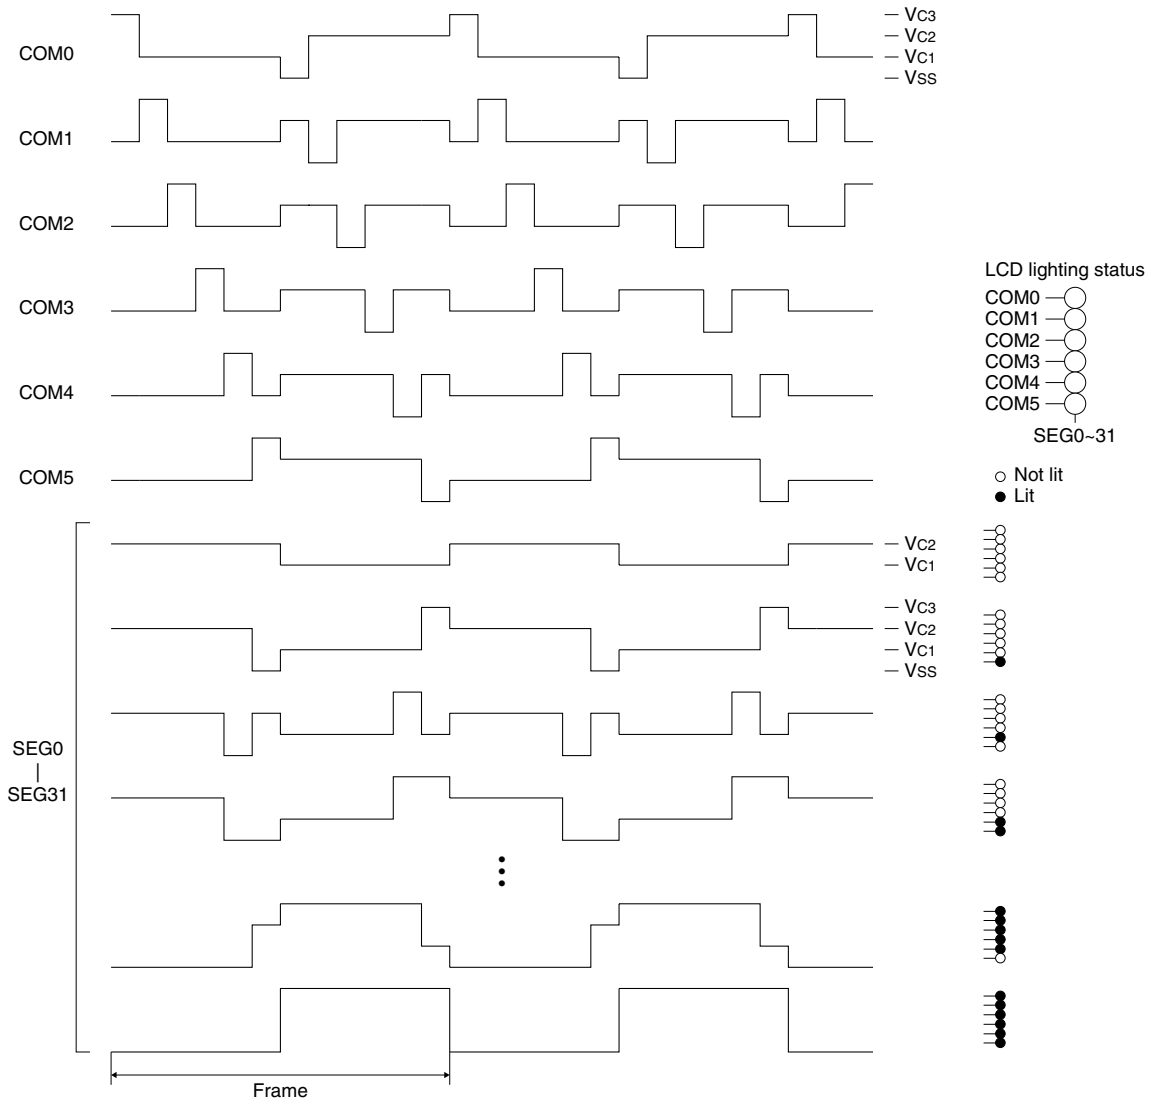 COM0
VC3
VC2
VC1
VSS
COM1
COM2
COM3
COM4
COM5
LCD lighting status
COM0
COM1
COM2
COM3
COM4
COM5
SEG0~31
Not lit
Lit
VC2
VC1
VC3
VC2
VC1
VSS
SEG0
SEG31
Frame